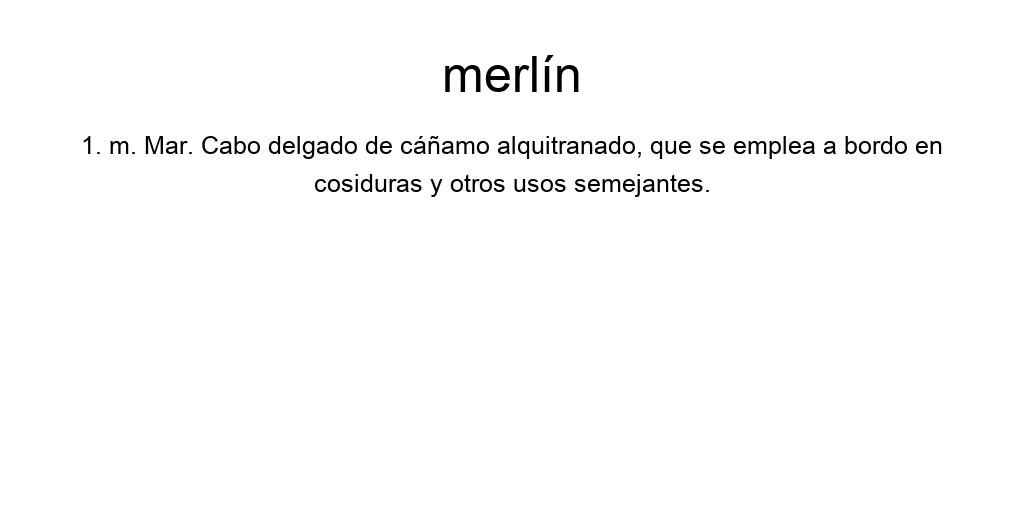 merlín
1. m. Mar. Cabo delgado de cáñamo alquitranado, que se emplea a bordo en
cosiduras y otros usos semejantes.